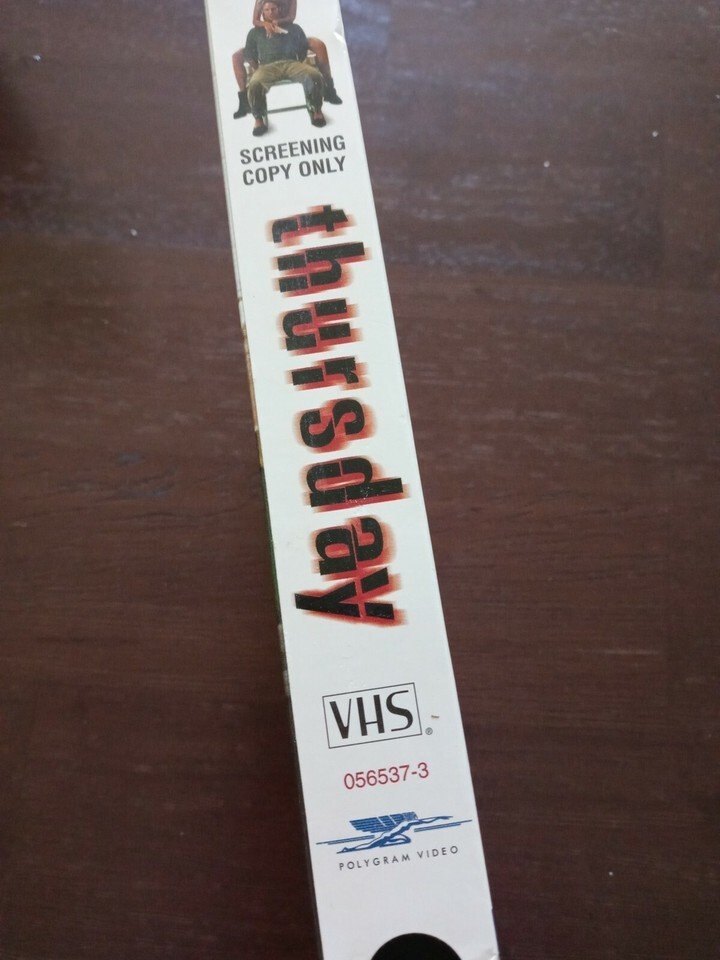 SCREENING
COPY ONLY
thursday
VHS®
056537-3
POLYGRAM VIDEO